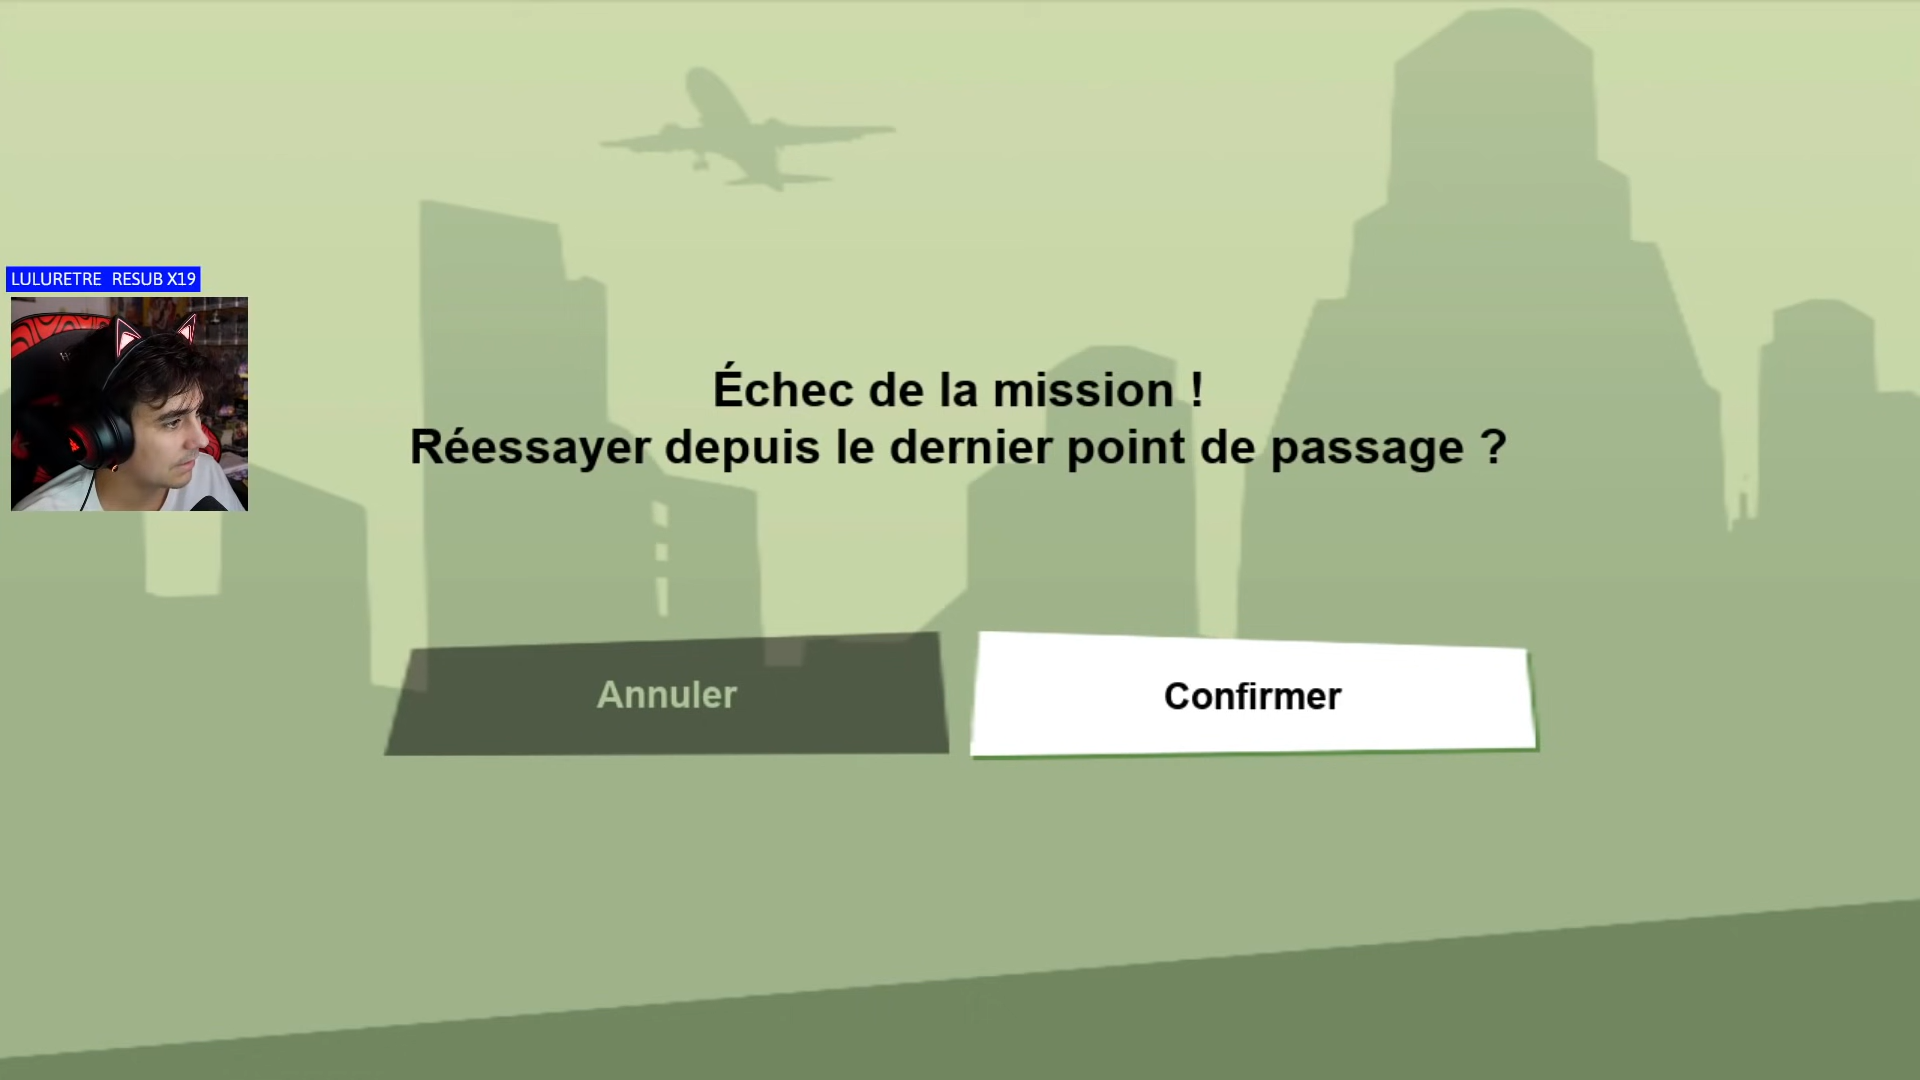 LULURETRE RESUB X19
Échec de la mission !
Réessayer depuis le dernier point de passage ?
Annuler
Confirmer